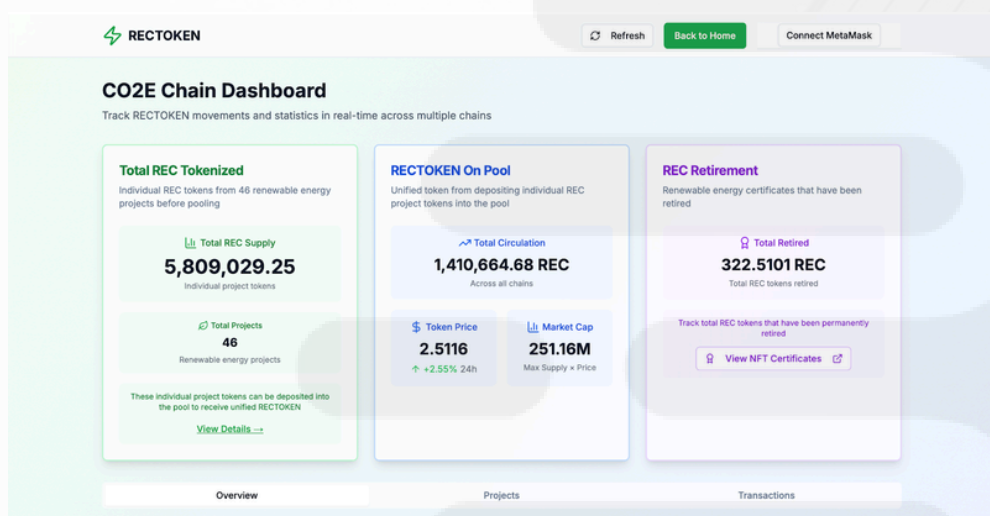 RECTOKEN
Refresh
Back to Home
Connect MetaMask
CO2E Chain Dashboard
Track RECTOKEN movements and statistics in real-time across multiple chains
Total REC Tokenized
Individual REC tokens from 46 renewable energy
projects before pooling
Total REC Supply
5,809,029.25
Individual project tokens
Total Projects
46
Renewable energy projects
These individual project tokens can be deposited into
the pool to receive unified RECTOKEN
View Details →
RECTOKEN On Pool
Unified token from depositing individual REC
project tokens into the pool
Total Circulation
1,410,664.68 REC
Across all chains
Token Price
2.5116
↑ +2.55% 24h
Market Cap
251.16M
Max Supply × Price
REC Retirement
Renewable energy certificates that have been
retired
Total Retired
322.5101 REC
Total REC tokens retired
Track total REC tokens that have been permanently
retired
View NFT Certificates
Overview
Projects
Transactions